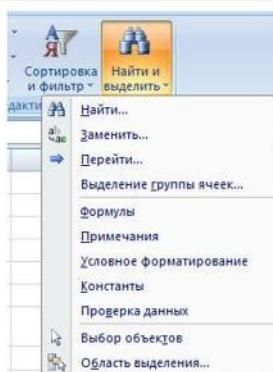 Сортировка и фильтр
Найти и выделить
дакти
Найти...
Заменить...
Перейти...
Выделение группы ячеек...
Формулы
Примечания
Условное форматирование
Константы
Проверка данных
Выбор объектов
Область выделения...